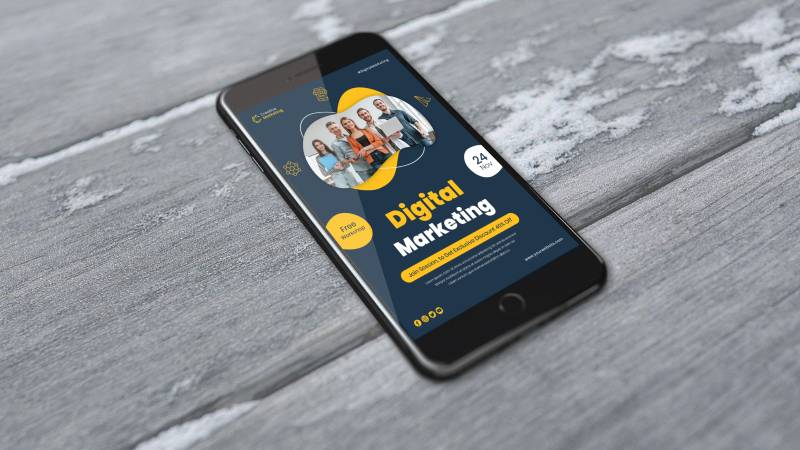 #DigitalMarketing
Creative
Marketing
24
Nov
Free
Workshop
Digital
Marketing
Join Session, to Get Exclusive Discount 40% Off
www.yourwebsite.com